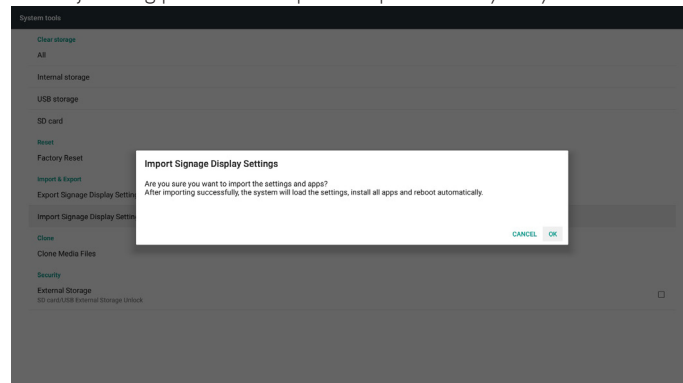 System tools
Clear storage
All
Internal storage
USB storage
SD card
Reset
Factory Reset
Import & Export
Export Signage Display Settin
Import Signage Display Settin
Import Signage Display Settings
Are you sure you want to import the settings and apps?
After importing successfully, the system will load the settings, install all apps and reboot automatically.
CANCEL OK
Clone
Clone Media Files
Security
External Storage
SD card/USB External Storage Unlock